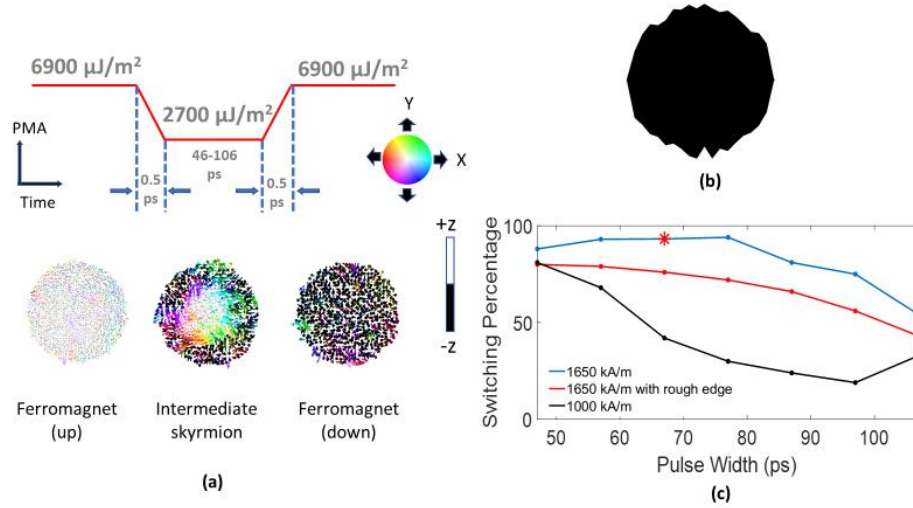 6900 µJ/m²
6900 µJ/m²
2700 µJ/m²
PMA
Time
46-106
ps
0.5
ps
0.5
ps
Y
X
+z
-z
Ferromagnet
(up)
Intermediate
skyrmion
Ferromagnet
(down)
(a)
(b)
Switching Percentage
100
50
0
1650 kA/m
1650 kA/m with rough edge
1000 kA/m
50 60 70 80 90 100
Pulse Width (ps)
(c)